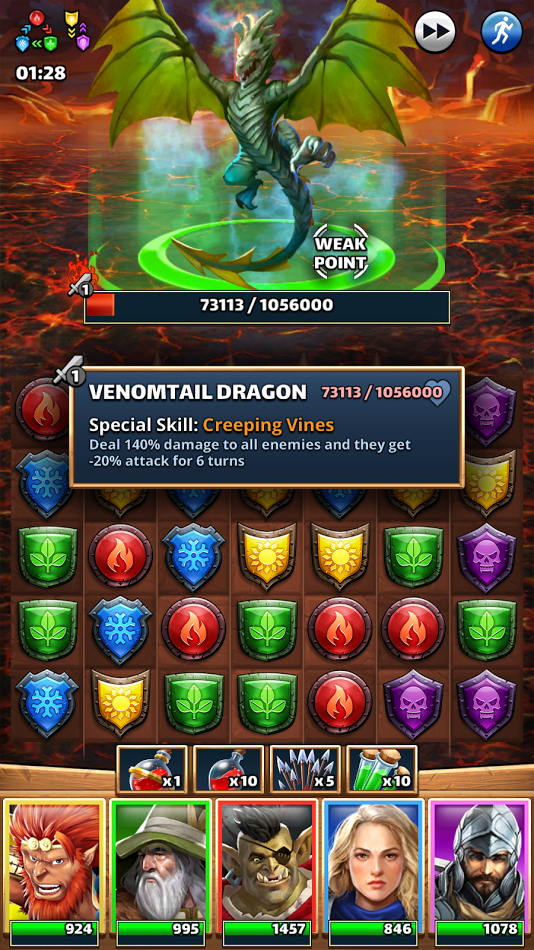 01:28
WEAK
POINT
1
73113 / 1056000
1
VENOMTAIL DRAGON 73113 / 1056000
Special Skill: Creeping Vines
Deal 140% damage to all enemies and they get
-20% attack for 6 turns
x1 x10 x5 x10
924 995 1457 846 1078